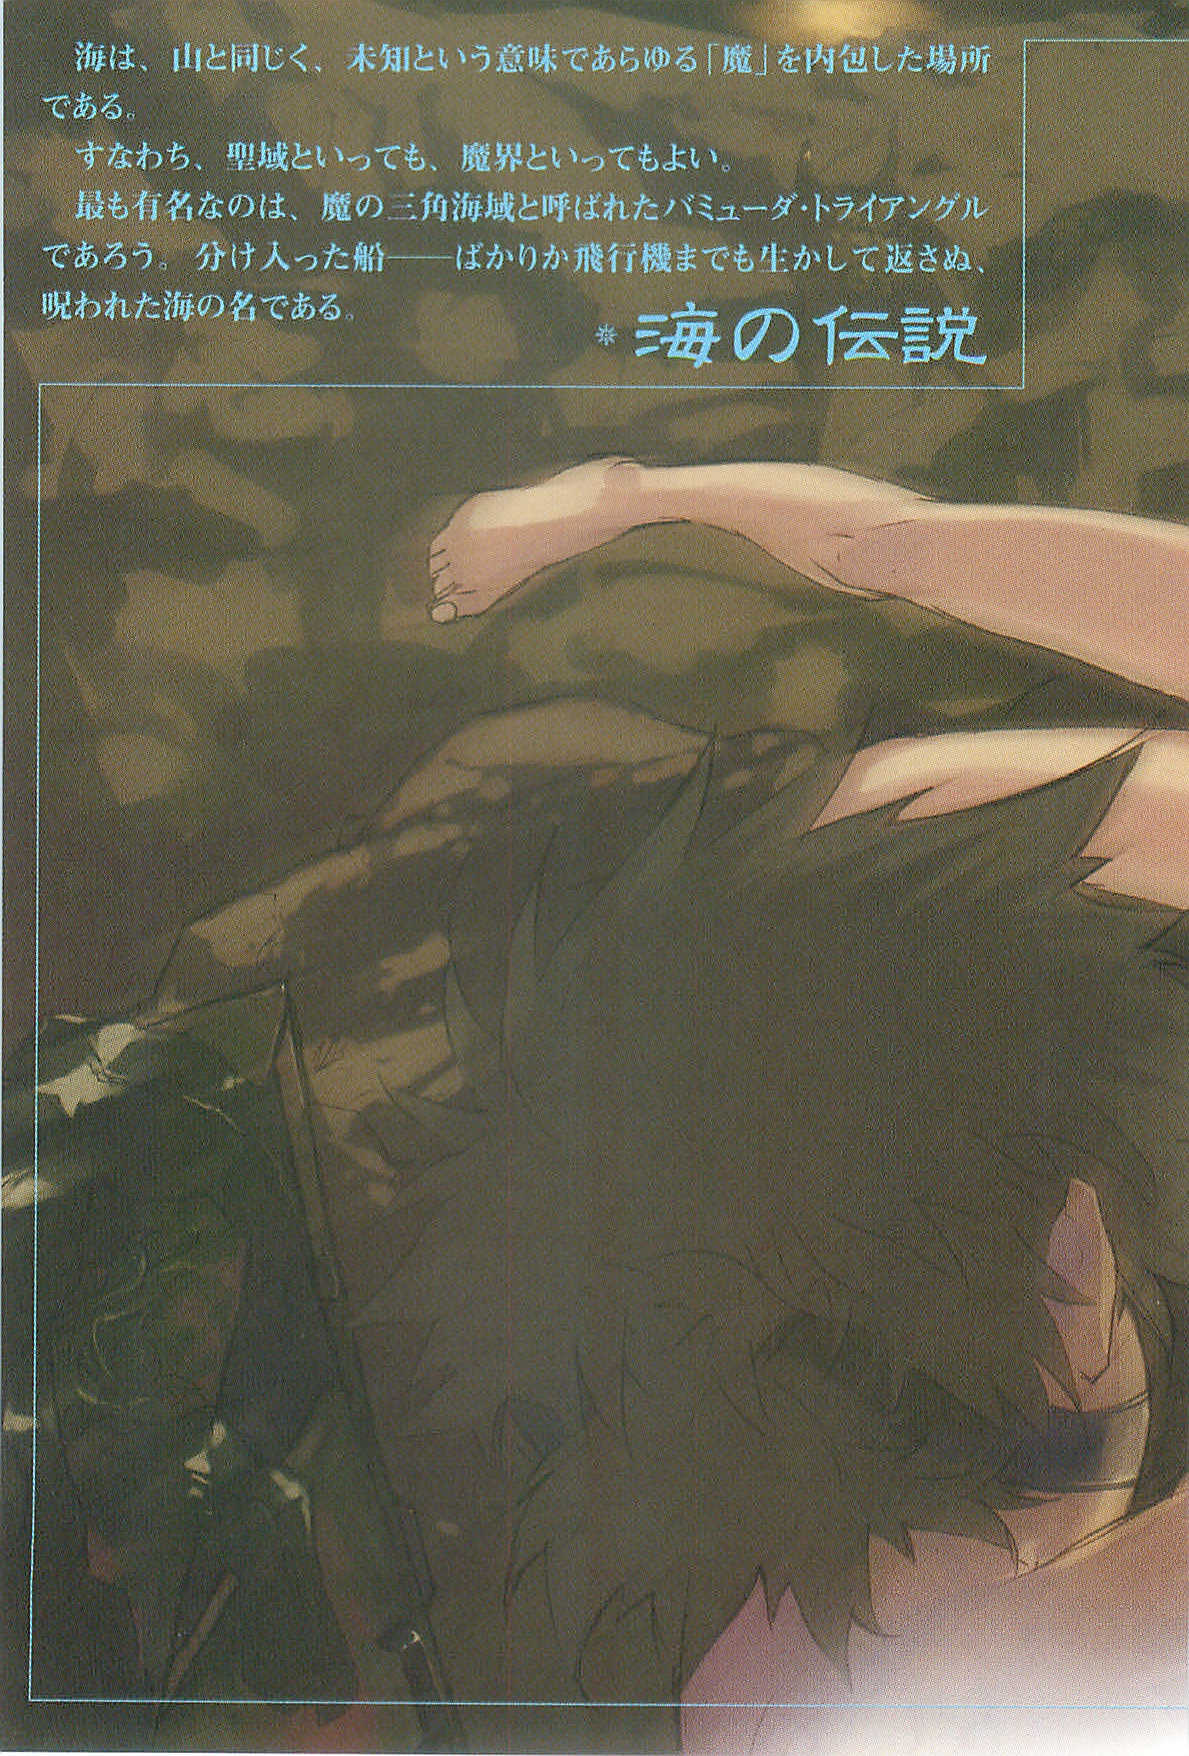 海は、山と同じく、未知という意味であらゆる「魔」を内包した場所
である。
すなわち、聖域といっても、魔界といってもよい。
最も有名なのは、魔の三角海域と呼ばれたバミューダ・トライアングル
であろう。分け入った船――ばかりか飛行機までも生かして返さぬ、
呪われた海の名である。
＊海の伝説